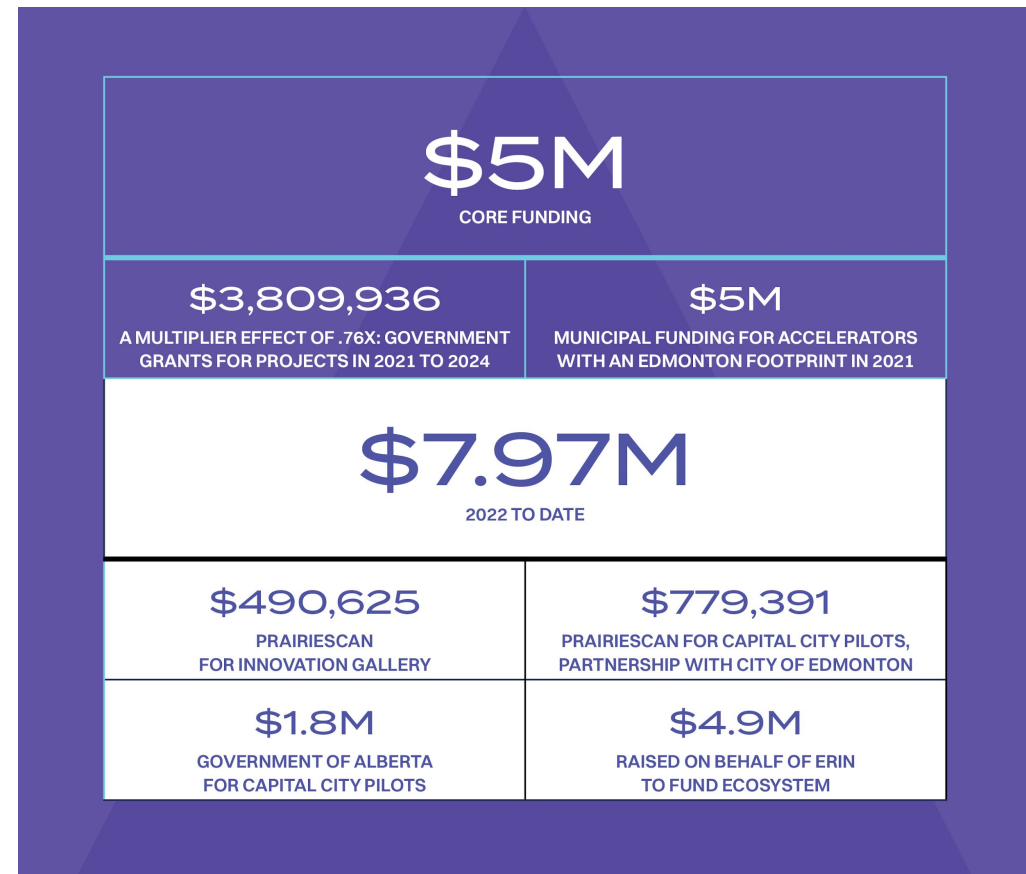 $5M
CORE FUNDING
$3,809,936
A MULTIPLIER EFFECT OF .76X: GOVERNMENT
GRANTS FOR PROJECTS IN 2021 TO 2024
$5M
MUNICIPAL FUNDING FOR ACCELERATORS
WITH AN EDMONTON FOOTPRINT IN 2021
$7.97M
2022 TO DATE
$490,625
PRAIRIESCAN
FOR INNOVATION GALLERY
$779,391
PRAIRIESCAN FOR CAPITAL CITY PILOTS,
PARTNERSHIP WITH CITY OF EDMONTON
$1.8M
GOVERNMENT OF ALBERTA
FOR CAPITAL CITY PILOTS
$4.9M
RAISED ON BEHALF OF ERIN
TO FUND ECOSYSTEM